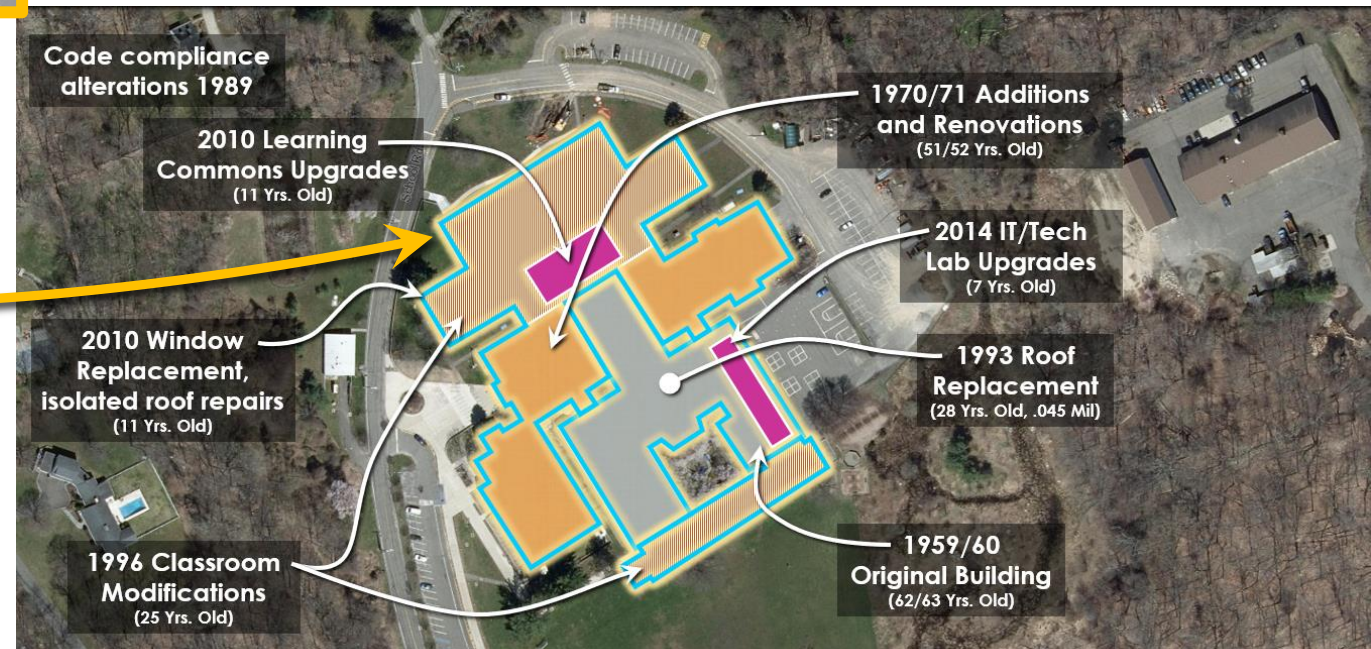 Code compliance
alterations 1989
2010 Learning
Commons Upgrades
(11 Yrs. Old)
1970/71 Additions
and Renovations
(51/52 Yrs. Old)
2014 IT/Tech
Lab Upgrades
(7 Yrs. Old)
2010 Window
Replacement,
isolated roof repairs
(11 Yrs. Old)
1993 Roof
Replacement
(28 Yrs. Old, .045 Mil)
1996 Classroom
Modifications
(25 Yrs. Old)
1959/60
Original Building
(62/63 Yrs. Old)